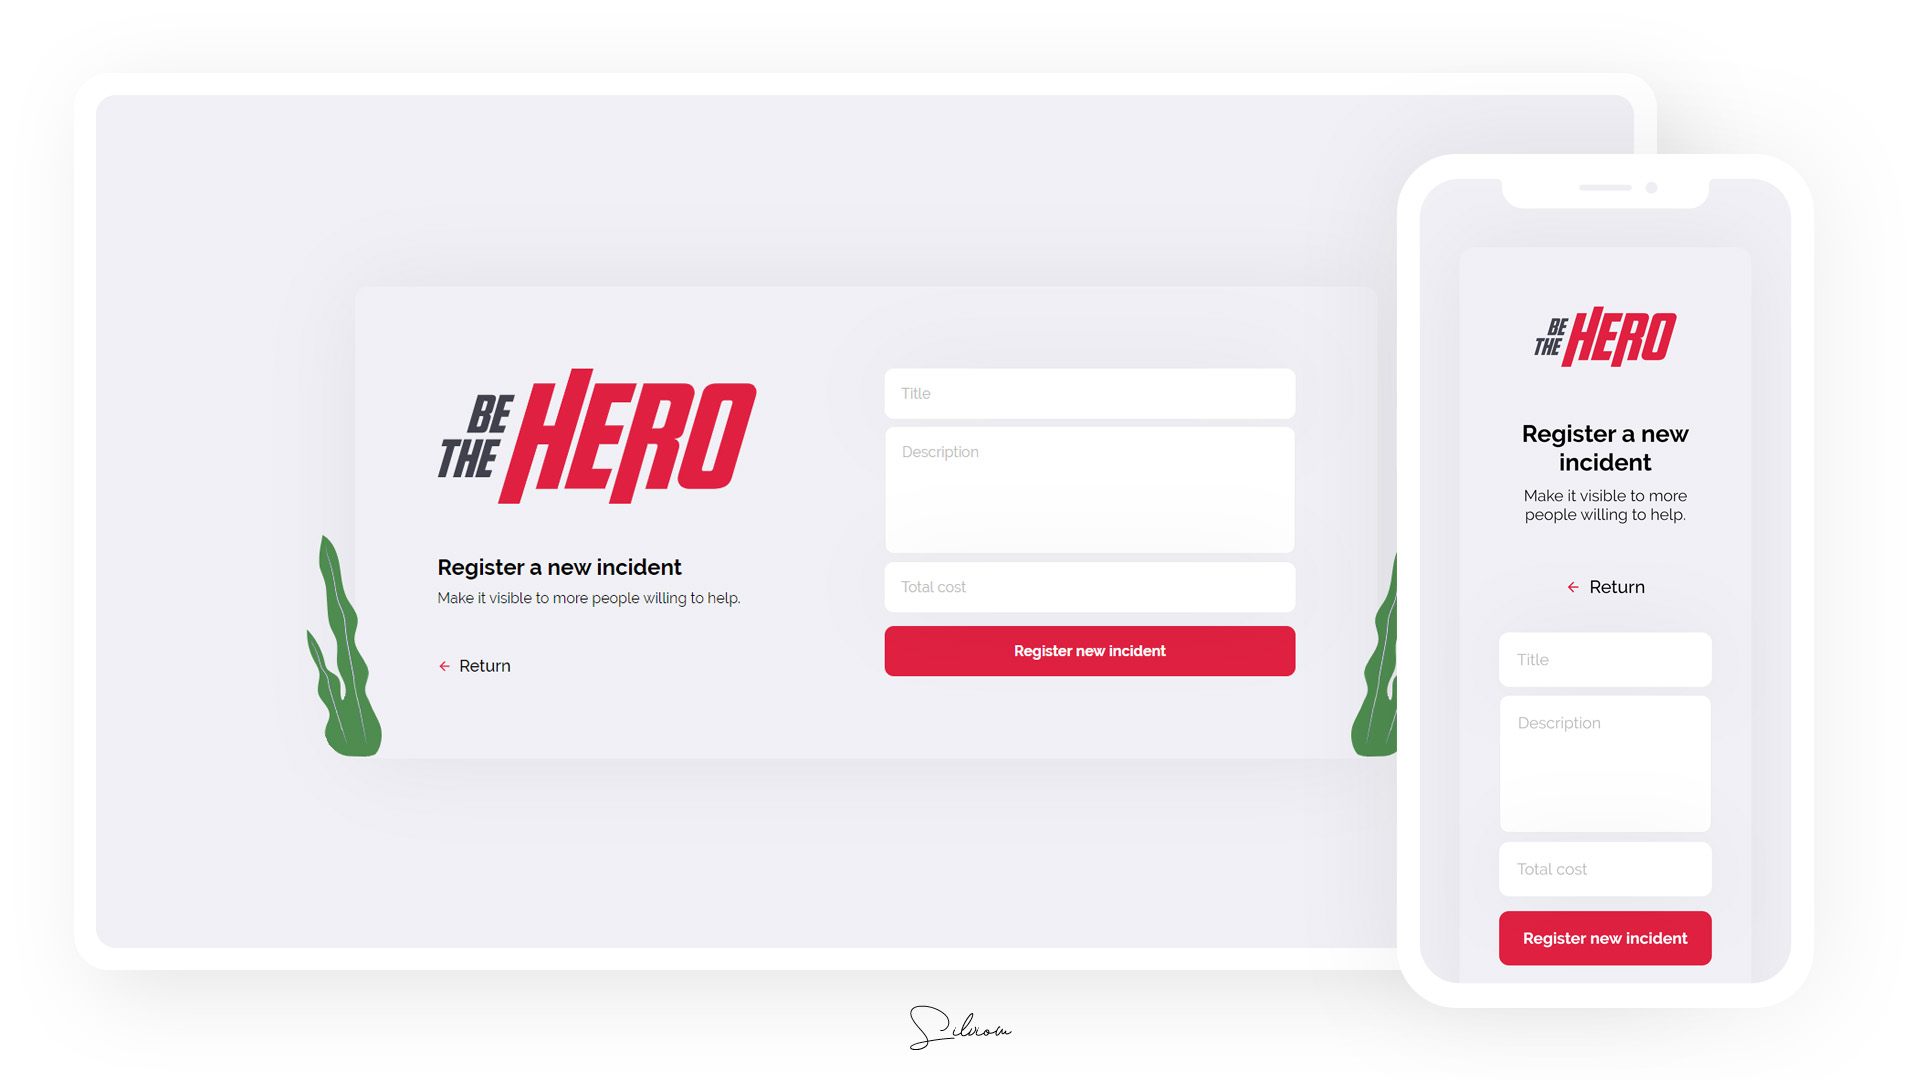 BE
THE HERO
Register a new incident
Make it visible to more people willing to help.
← Return
Title
Description
Total cost
Register new incident
BE
THE HERO
Register a new
incident
Make it visible to more
people willing to help.
← Return
Title
Description
Total cost
Register new incident